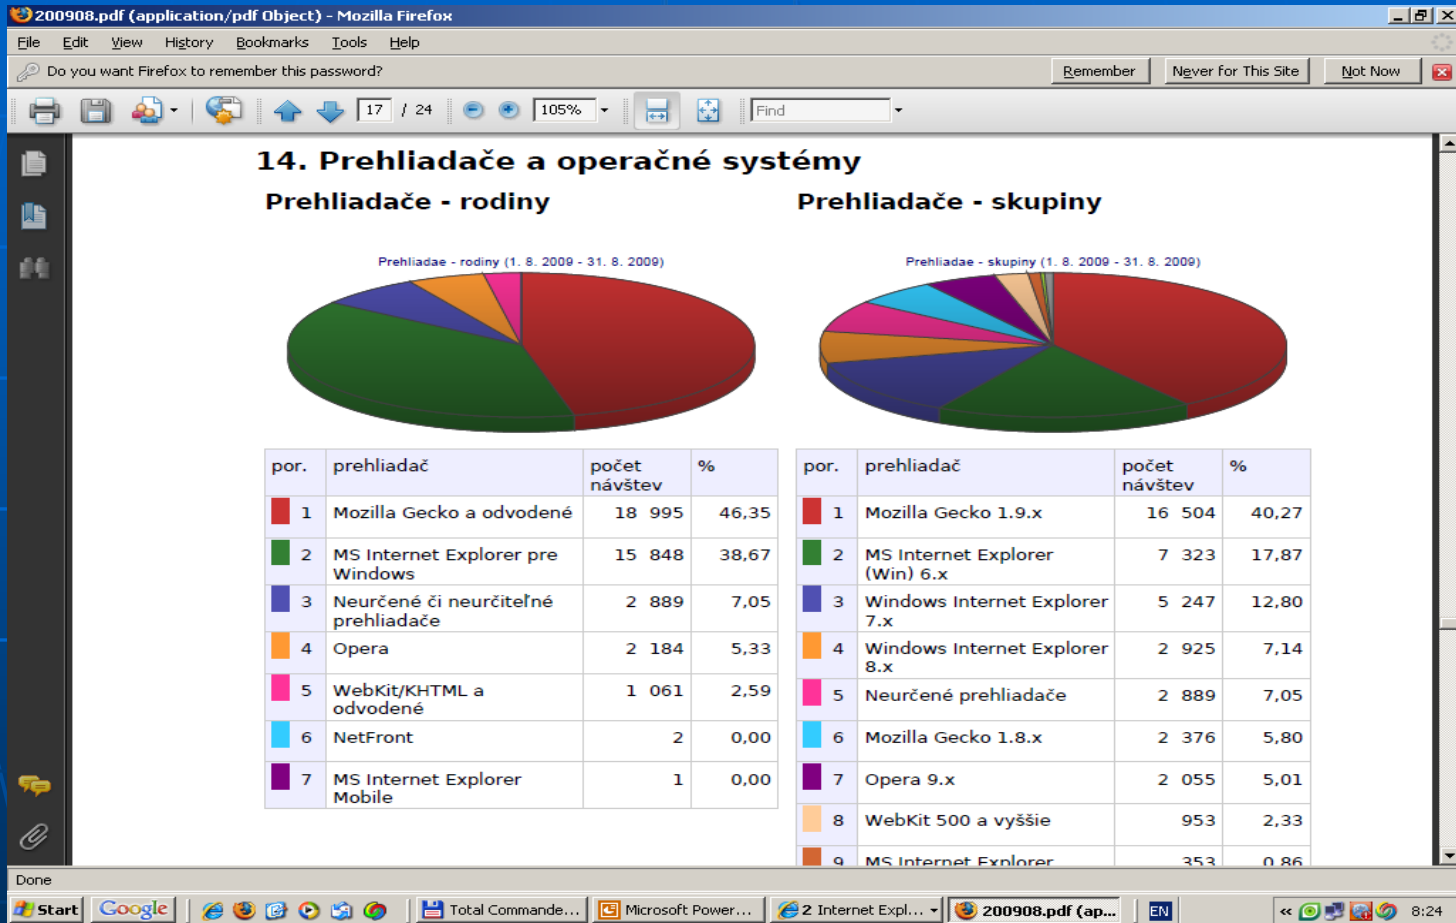 200908.pdf (application/pdf Object) - Mozilla Firefox
File Edit View History Bookmarks Tools Help
Do you want Firefox to remember this password? Remember Never for This Site Not Now
17 / 24 105% Find
14. Prehliadače a operačné systémy
Prehliadače - rodiny
Prehliadae - rodiny (1. 8. 2009 - 31. 8. 2009)
por. prehliadač počet návštev %
1 Mozilla Gecko a odvodené 18 995 46,35
2 MS Internet Explorer pre Windows 15 848 38,67
3 Neurčené či neurčiteľné prehliadače 2 889 7,05
4 Opera 2 184 5,33
5 WebKit/KHTML a odvodené 1 061 2,59
6 NetFront 2 0,00
7 MS Internet Explorer Mobile 1 0,00
Prehliadače - skupiny
Prehliadae - skupiny (1. 8. 2009 - 31. 8. 2009)
por. prehliadač počet návštev %
1 Mozilla Gecko 1.9.x 16 504 40,27
2 MS Internet Explorer (Win) 6.x 7 323 17,87
3 Windows Internet Explorer 7.x 5 247 12,80
4 Windows Internet Explorer 8.x 2 925 7,14
5 Neurčené prehliadače 2 889 7,05
6 Mozilla Gecko 1.8.x 2 376 5,80
7 Opera 9.x 2 055 5,01
8 WebKit 500 a vyššie 953 2,33
9 MS Internet Explorer 353 0,86
Done
Start Google Total Commande... Microsoft Power... 2 Internet Expl... 200908.pdf (ap... EN « 8:24